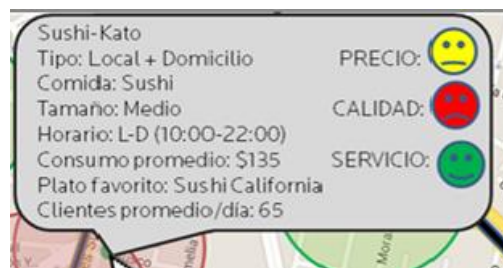 Sushi-Kato
Tipo: Local + Domicilio
PRECIO:
Comida: Sushi
Tamaño: Medio
CALIDAD:
Horario: L-D (10:00-22:00)
Consumo promedio: $135
SERVICIO:
Plato favorito: Sushi California
Clientes promedio/día: 65
Mora